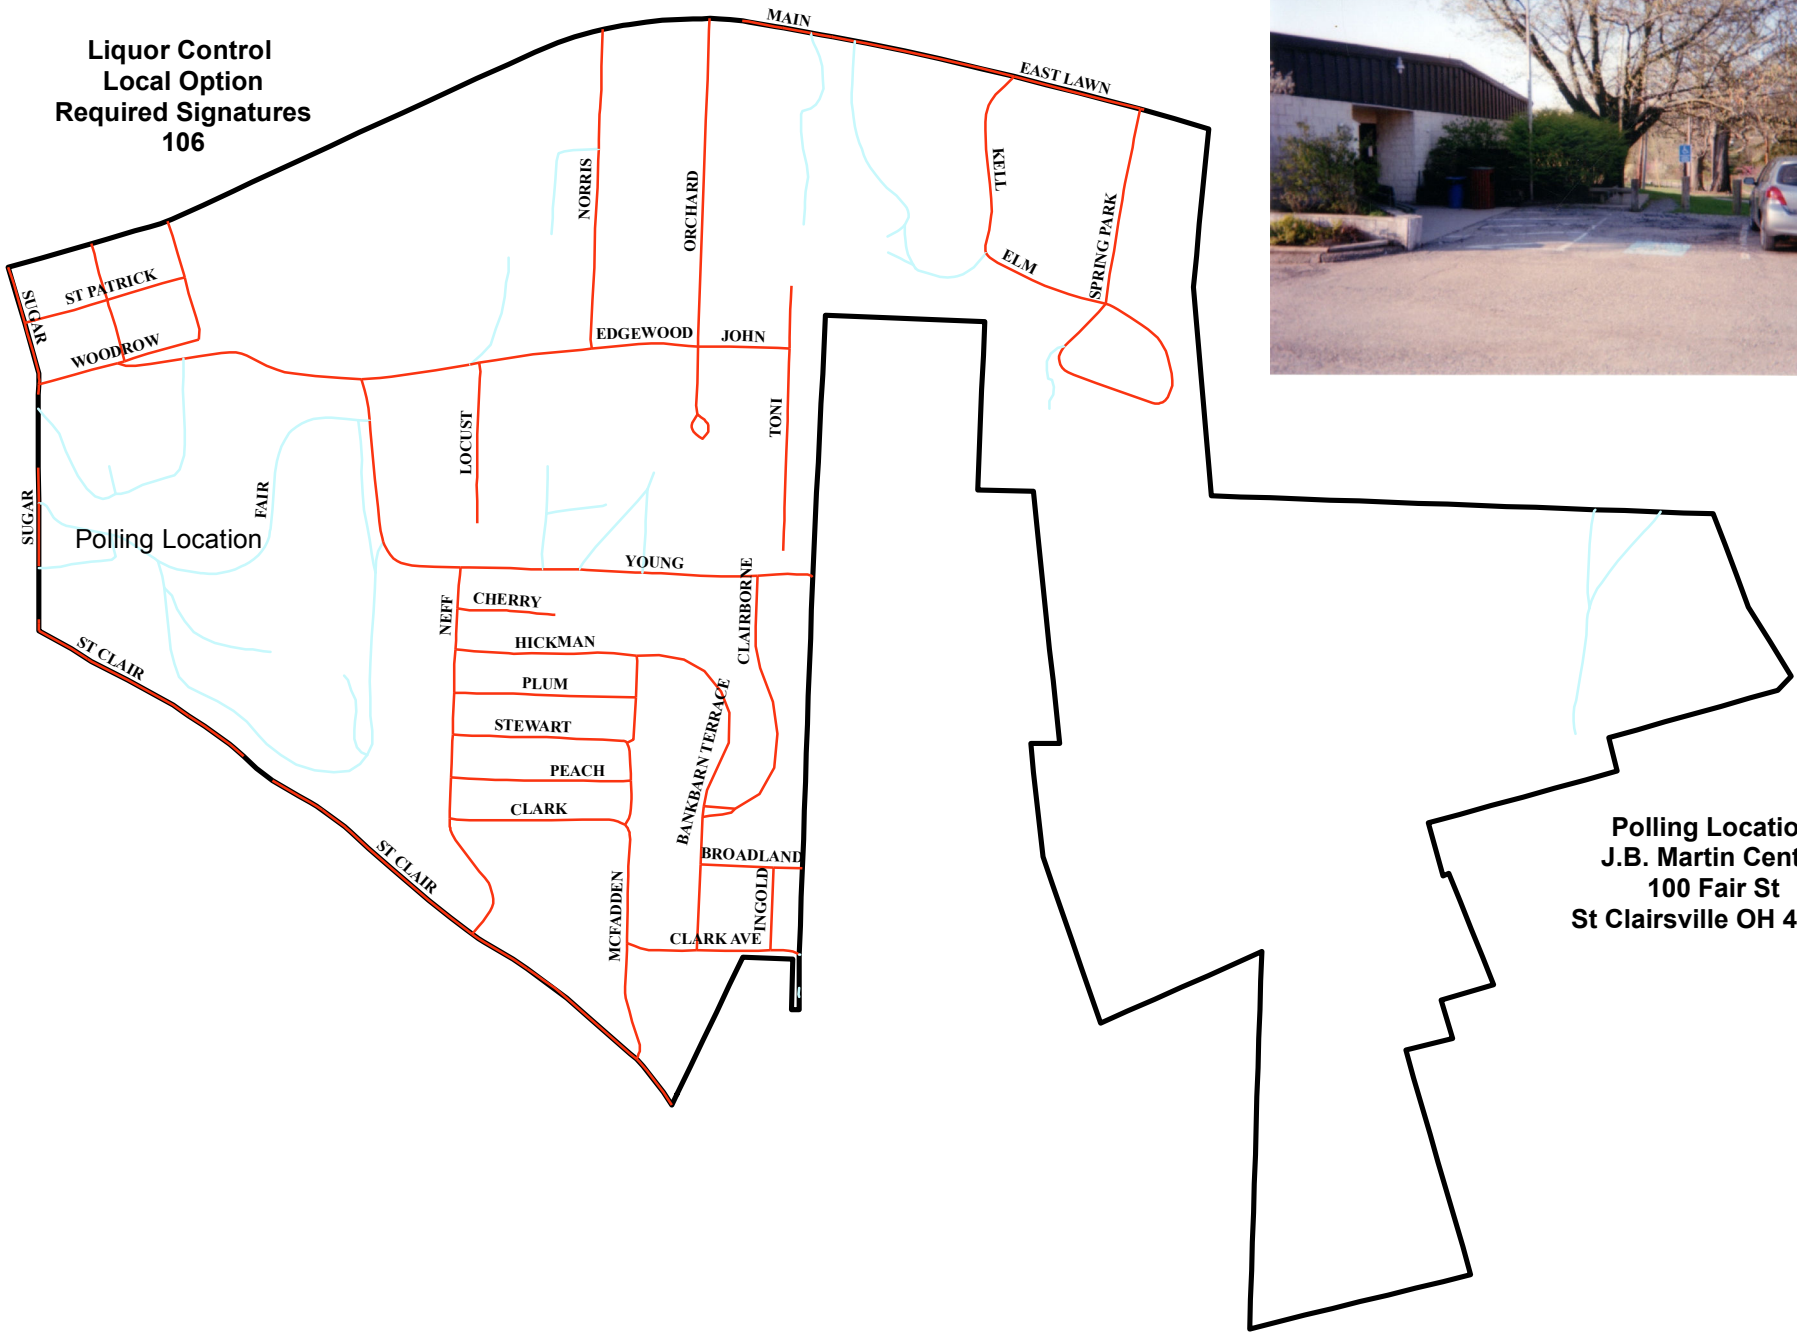 Liquor Control
Local Option
Required Signatures
106
MAIN
EAST LAWN
NORRIS
ORCHARD
KELL
SPRING PARK
ELM
SUGAR
ST PATRICK
WOODROW
EDGEWOOD
JOHN
LOCUST
TONI
FAIR
SUGAR
Polling Location
YOUNG
CLAIRBORNE
NEFF
CHERRY
HICKMAN
ST CLAIR
PLUM
BANKBARN TERRACE
STEWART
PEACH
CLARK
ST CLAIR
BROADLAND
INGOLD
MCFADDEN
CLARK AVE
Polling Locatio
J.B. Martin Cent
100 Fair St
St Clairsville OH 4